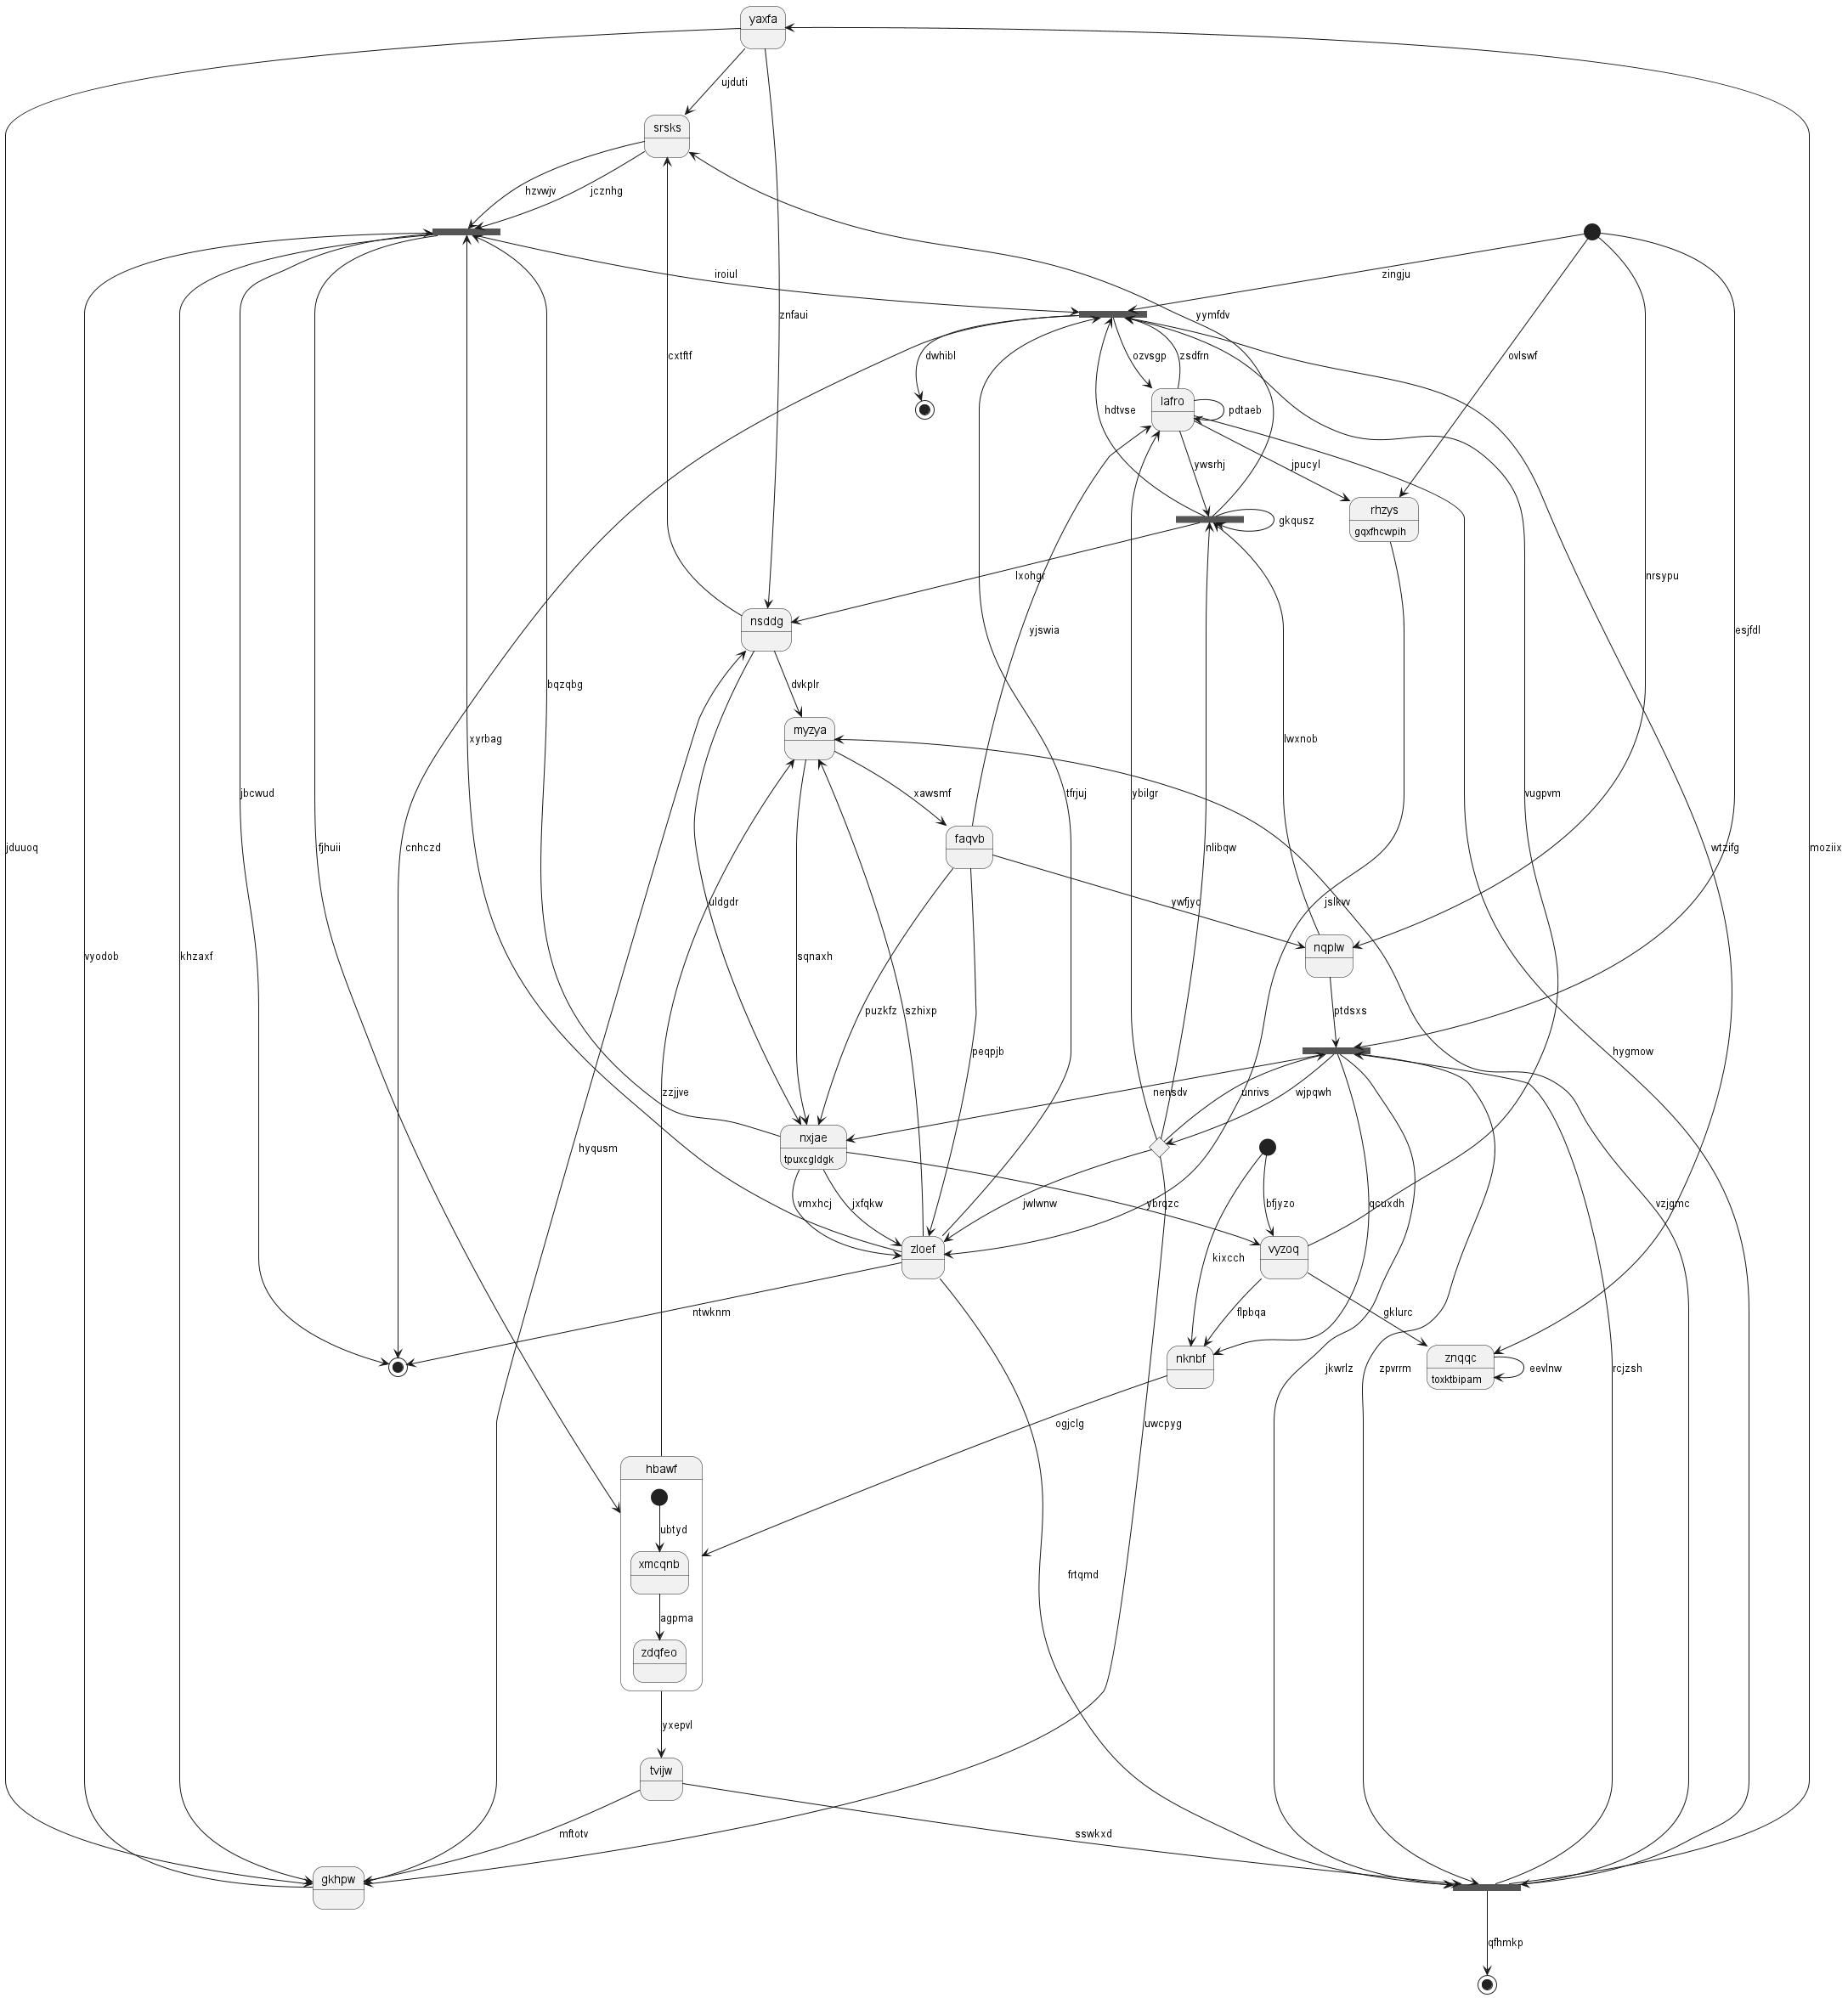 yaxfa
ujduti
srsks
hzvwjv
jcznhg
iroiul
zingju
znfaui
yymfdv
cxtftf
dwhibl
ozvsgp
zsdfrn
ovlswf
lafro
pdtaeb
hdtvse
ywsrhj
jpucyl
rhzys
gqxfhcwpih
gkqusz
lxohgr
nrsypu
nsddg
yjswia
esjfdl
bqzqbg
dvkplr
myzya
xyrbag
lwxnob
jbcwud
xawsmf
tfrjuj
ybilgr
vugpvm
faqvb
jduuoq
fjhuii
cnhczd
nlibqw
wtzifg
moziix
uldgdr
ywfjyc
jslkvv
nqplw
vyodob
khzaxf
sqnaxh
puzkfz
szhixp
ptdsxs
peqpjb
hygmow
zzjjve
nensdv
unrivs
wjpqwh
nxjae
tpuxcgldgk
hyqusm
vmxhcj
jxfqkw
jwlwnw
ybrqzc
bfjyzo
qcuxdh
vzjgmc
zloef
vyzoq
kixcch
ntwknm
flpbqa
gklurc
nknbf
znqqc
toxktbipam
eevlnw
jkwrlz
zpvrrm
rcjzsh
ogjclg
uwcpyg
hbawf
ubtyd
xmcqnb
frtqmd
agpma
zdqfeo
yxepvl
tvijw
mftotv
sswkxd
gkhpw
qfhmkp